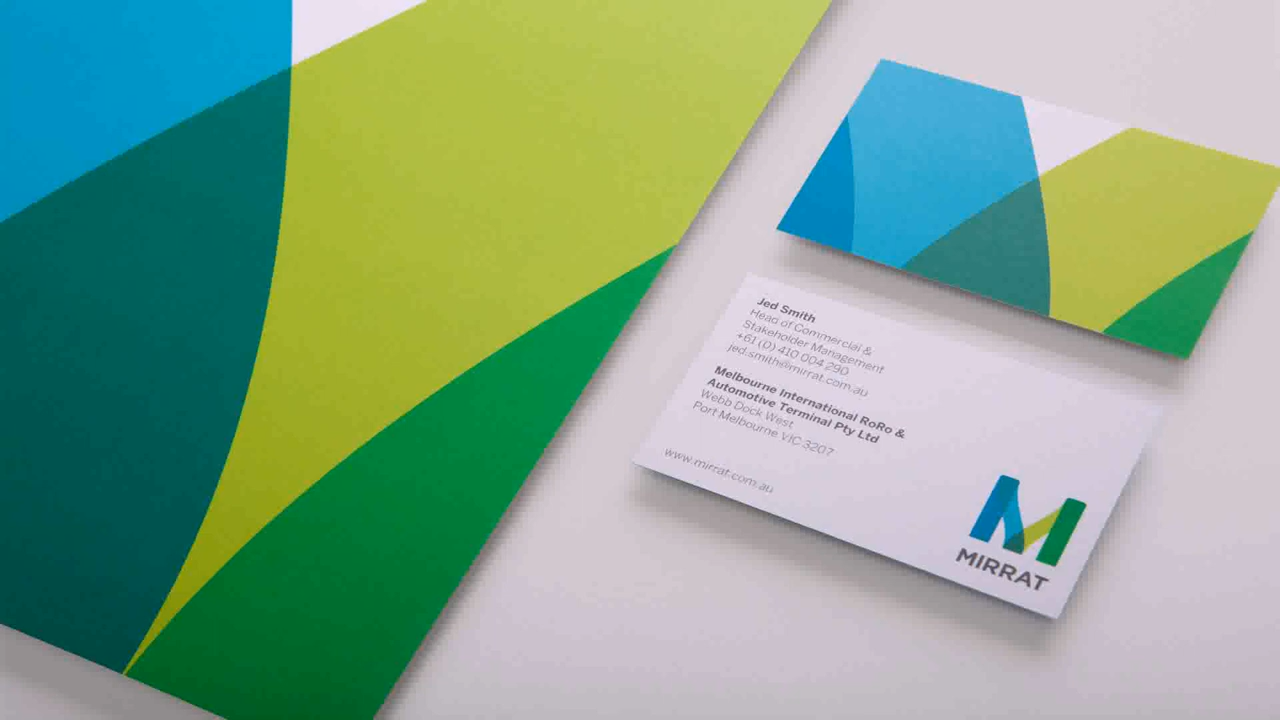 Jed Smith
Head of Commercial &
Stakeholder Management
+61 (0) 410 004 290
jed.smith@mirrat.com.au
Melbourne International RoRo &
Automotive Terminal Pty Ltd
Webb Dock West
Port Melbourne VIC 3207
www.mirrat.com.au
MIRRAT